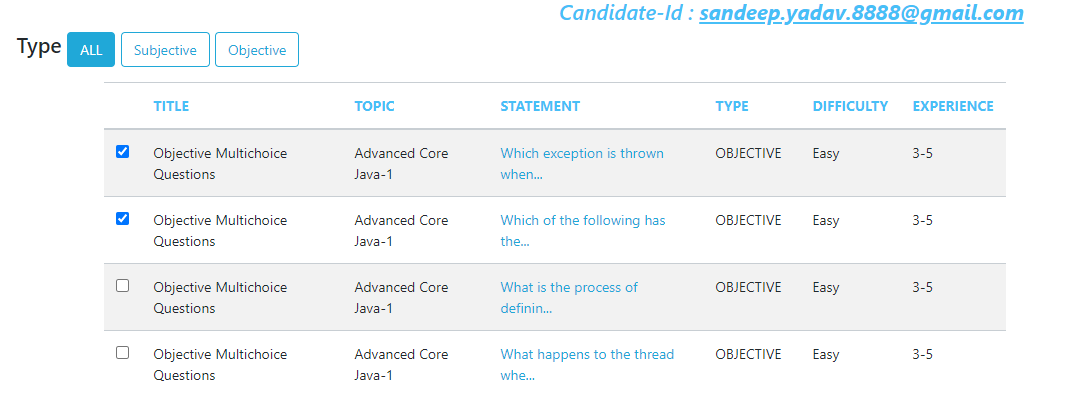 Candidate-Id : sandeep.yadav.8888@gmail.com
Type ALL Subjective Objective
TITLE TOPIC STATEMENT TYPE DIFFICULTY EXPERIENCE
Objective Multichoice Advanced Core Which exception is thrown OBJECTIVE Easy 3-5
Questions Java-1 when...
Objective Multichoice Advanced Core Which of the following has OBJECTIVE Easy 3-5
Questions Java-1 the...
Objective Multichoice Advanced Core What is the process of OBJECTIVE Easy 3-5
Questions Java-1 definin...
Objective Multichoice Advanced Core What happens to the thread OBJECTIVE Easy 3-5
Questions Java-1 whe...